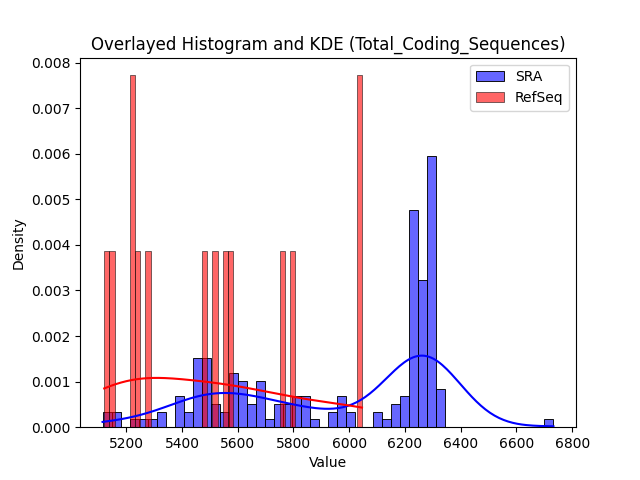 Overlayed Histogram and KDE (Total_Coding_Sequences)
SRA
RefSeq
0.008
0.007
0.006
0.005
0.004
0.003
0.002
0.001
0.000
Density
5200 5400 5600 5800 6000 6200 6400 6600 6800
Value